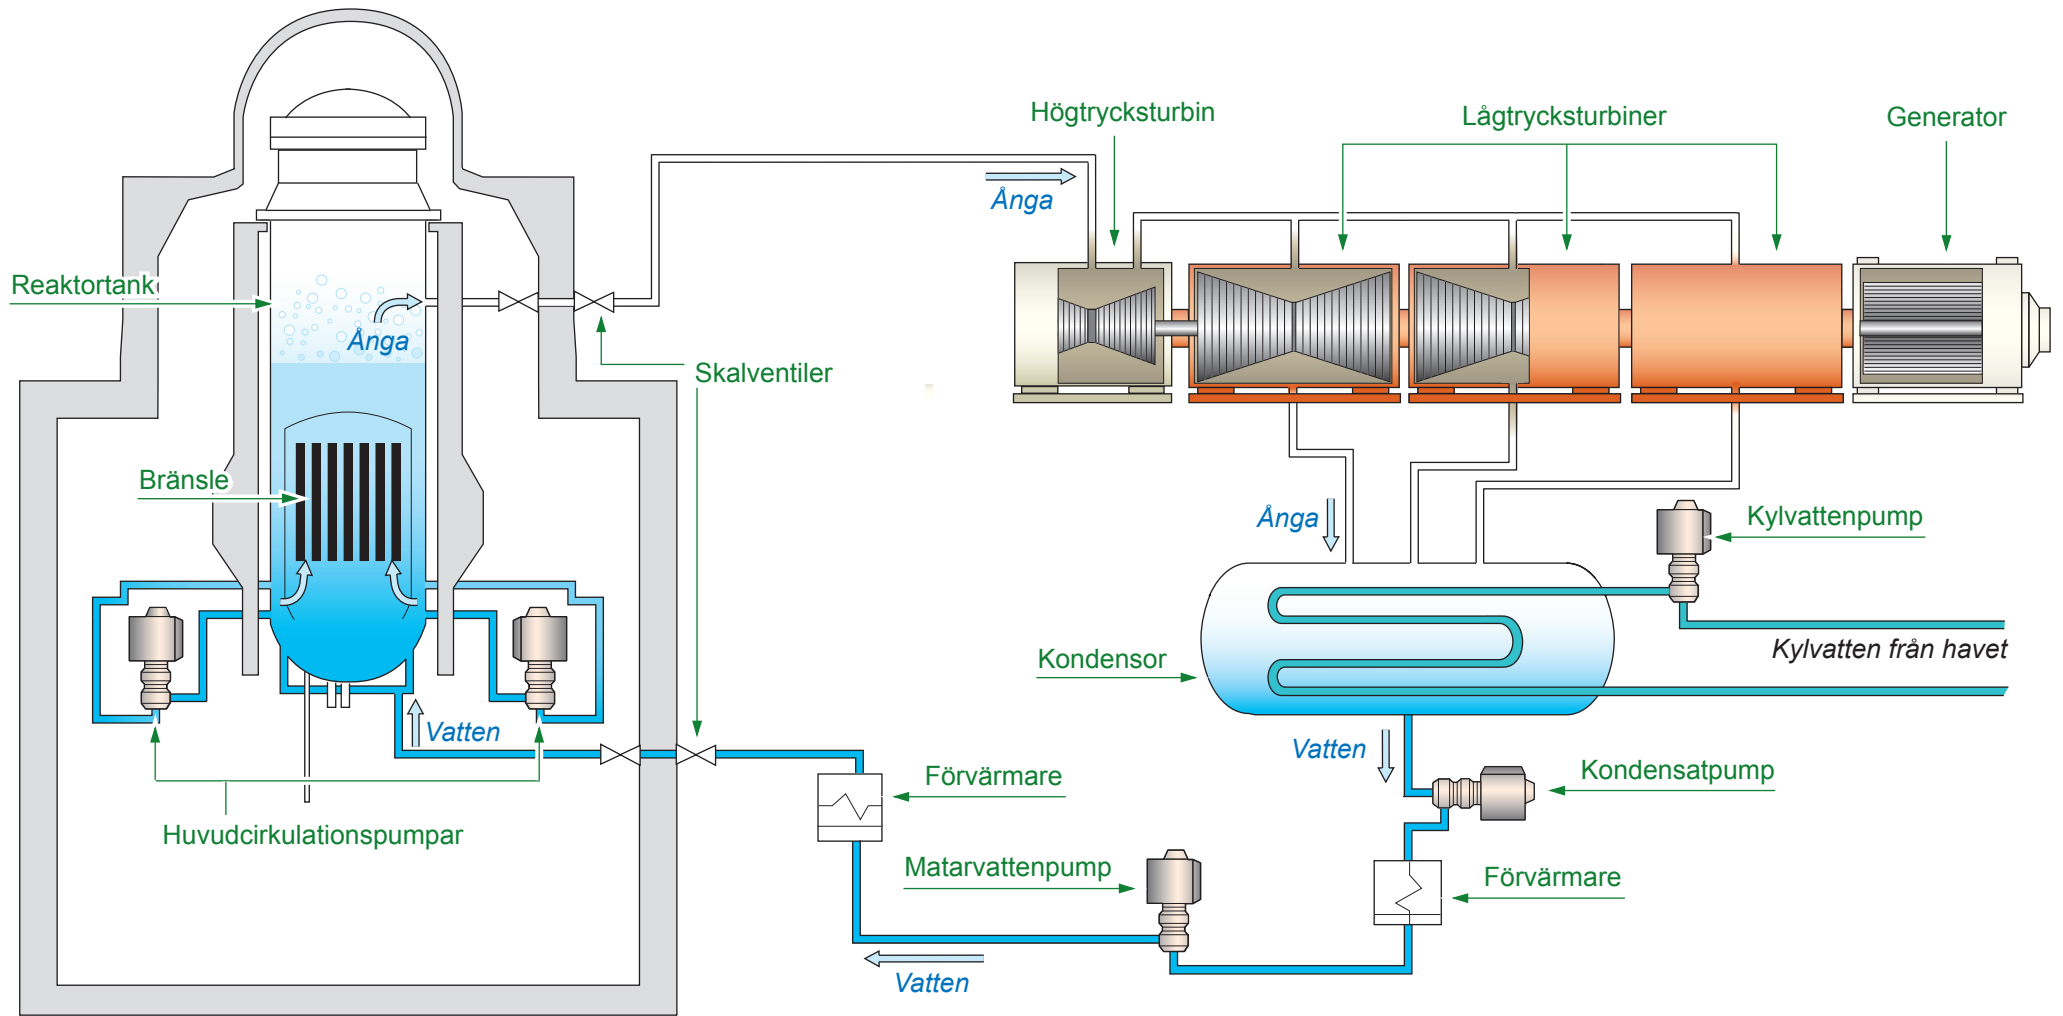 Högtrycksturbin
Lågtrycksturbiner
Generator
Ånga
Reaktortank
Ånga
Skalventiler
Bränsle
Ånga
Kylvattenpump
Kylvatten från havet
Kondensor
Vatten
Vatten
Förvärmare
Kondensatpump
Huvudcirkulationspumpar
Matarvattenpump
Förvärmare
Vatten